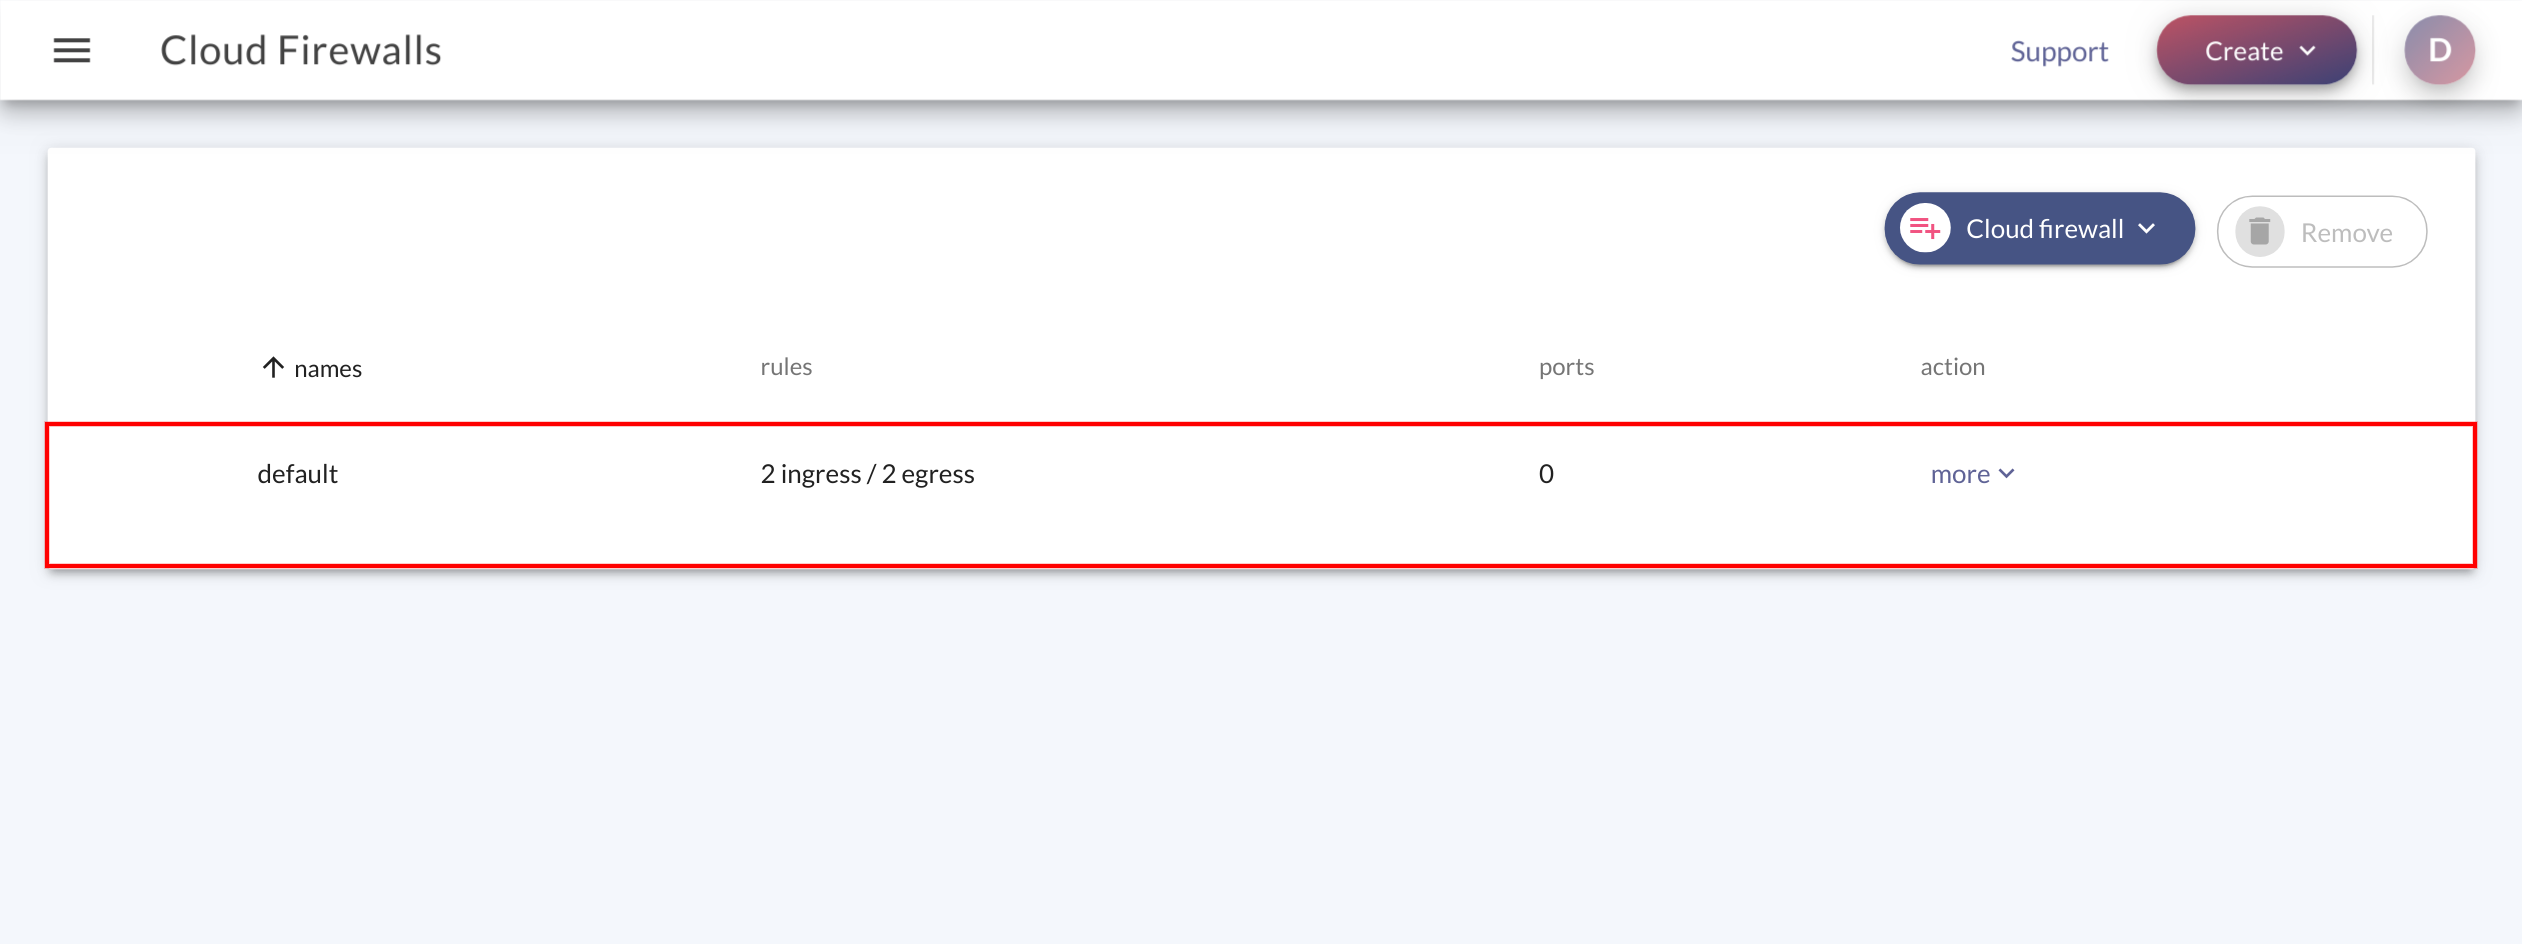 Cloud Firewalls
Support
Create
D
Cloud firewall
Remove
names rules ports action
default 2 ingress / 2 egress 0 more